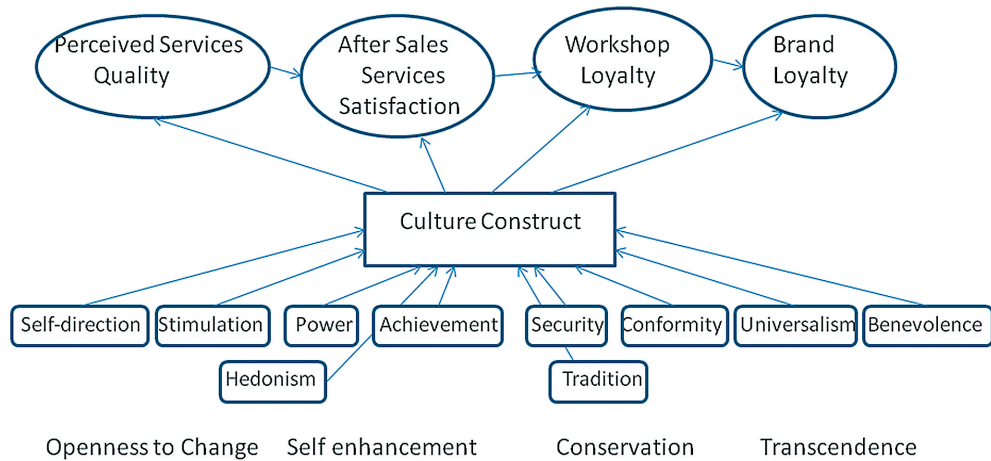 Perceived Services
Quality
After Sales
Services
Satisfaction
Workshop
Loyalty
Brand
Loyalty
Culture Construct
Self-direction
Stimulation
Power
Achievement
Security
Conformity
Universalism
Benevolence
Hedonism
Tradition
Openness to Change
Self enhancement
Conservation
Transcendence